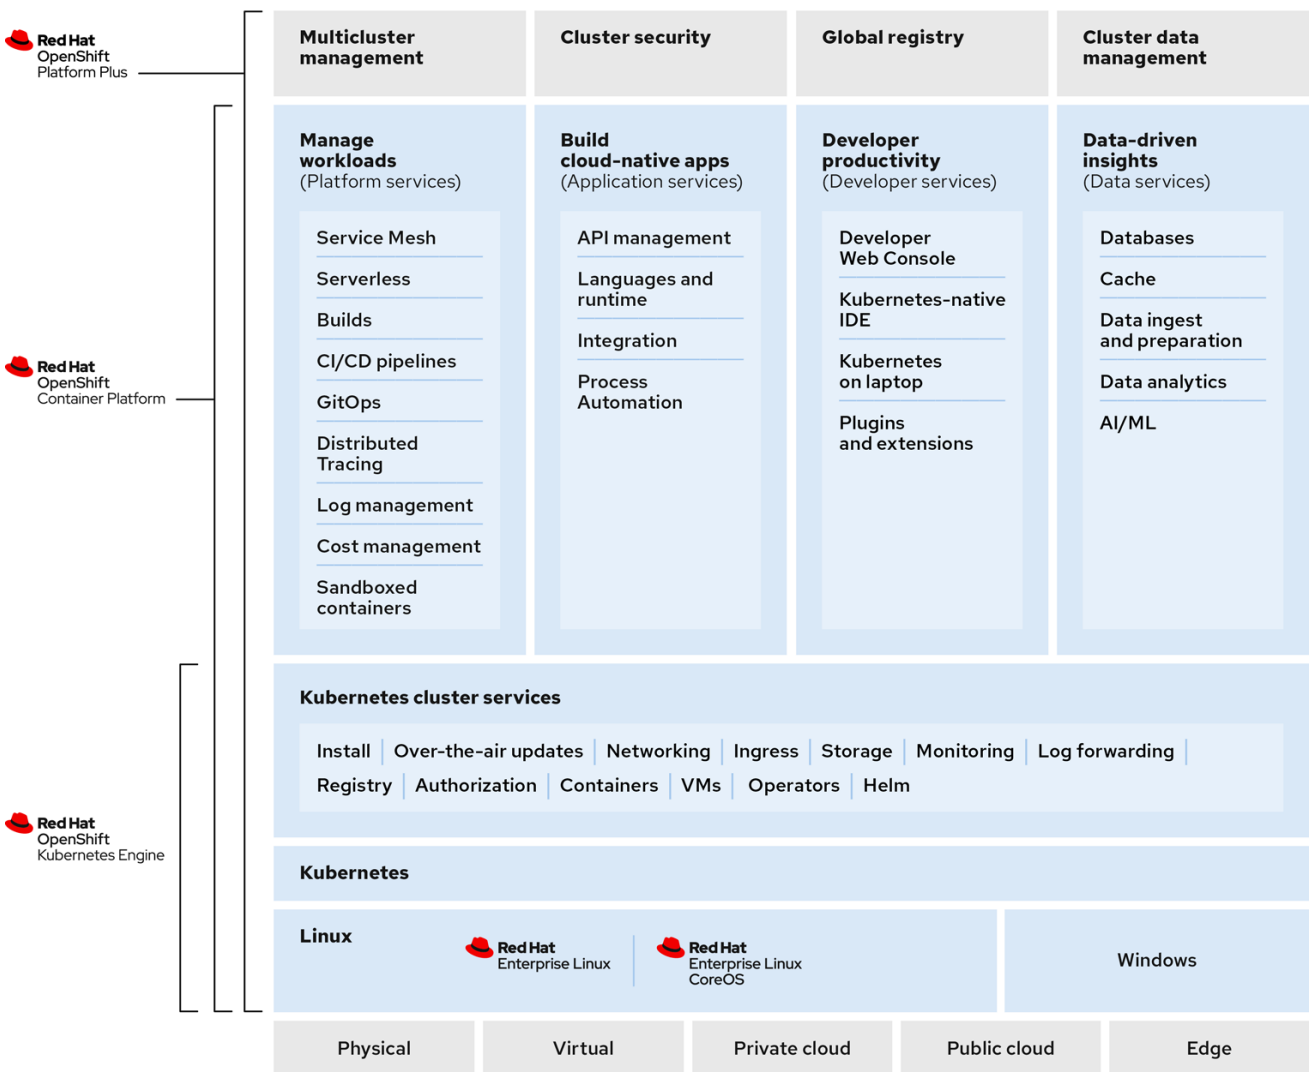 Red Hat
OpenShift
Platform Plus
Multicluster
management
Cluster security
Global registry
Cluster data
management
Red Hat
OpenShift
Container Platform
Manage
workloads
(Platform services)
Service Mesh
Serverless
Builds
CI/CD pipelines
GitOps
Distributed
Tracing
Log management
Cost management
Sandboxed
containers
Build
cloud-native apps
(Application services)
API management
Languages and
runtime
Integration
Process
Automation
Developer
productivity
(Developer services)
Developer
Web Console
Kubernetes-native
IDE
Kubernetes
on laptop
Plugins
and extensions
Data-driven
insights
(Data services)
Databases
Cache
Data ingest
and preparation
Data analytics
AI/ML
Red Hat
OpenShift
Kubernetes Engine
Kubernetes cluster services
Install | Over-the-air updates | Networking | Ingress | Storage | Monitoring | Log forwarding |
Registry | Authorization | Containers | VMs | Operators | Helm
Kubernetes
Linux
Red Hat
Enterprise Linux
Red Hat
Enterprise Linux
CoreOS
Windows
Physical
Virtual
Private cloud
Public cloud
Edge